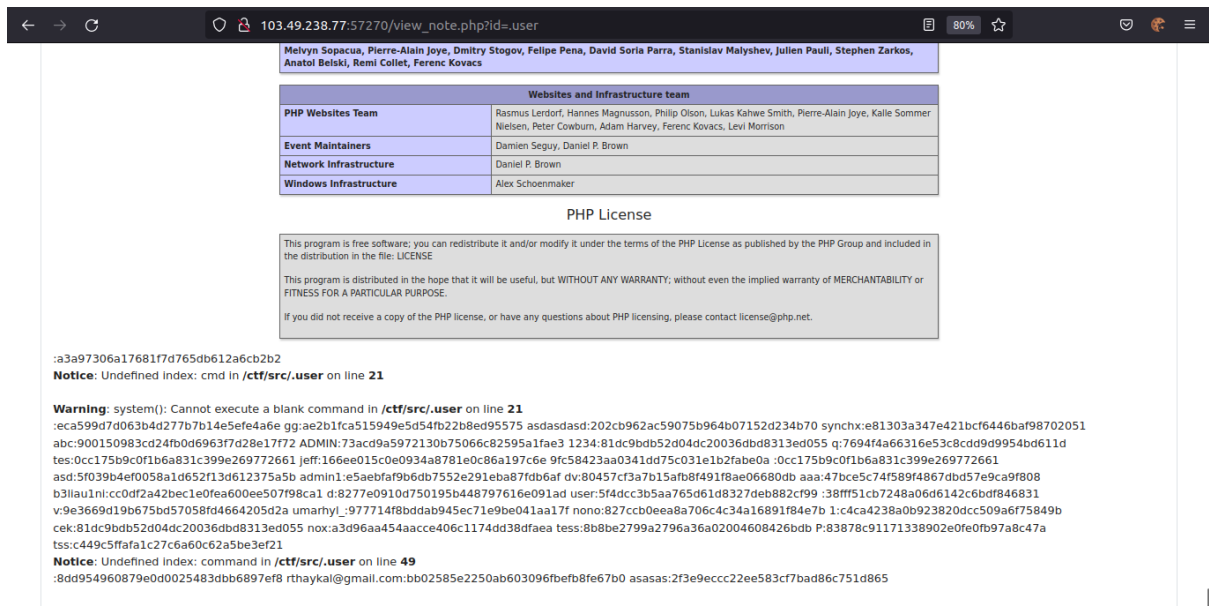 103.49.238.77:57270/view_note.php?id=.user
80%
Melvyn Sopacua, Pierre-Alain Joye, Dmitry Stogov, Felipe Pena, David Soria Parra, Stanislav Malyshev, Julien Pauli, Stephen Zarkos,
Anatol Belski, Remi Collet, Ferenc Kovacs
Websites and Infrastructure team
PHP Websites Team
Rasmus Lerdorf, Hannes Magnusson, Philip Olson, Lukas Kahwe Smith, Pierre-Alain Joye, Kalle Sommer
Nielsen, Peter Cowburn, Adam Harvey, Ferenc Kovacs, Levi Morrison
Event Maintainers
Damien Seguy, Daniel P. Brown
Network Infrastructure
Daniel P. Brown
Windows Infrastructure
Alex Schoenmaker
PHP License
This program is free software; you can redistribute it and/or modify it under the terms of the PHP License as published by the PHP Group and included in
the distribution in the file: LICENSE
This program is distributed in the hope that it will be useful, but WITHOUT ANY WARRANTY; without even the implied warranty of MERCHANTABILITY or
FITNESS FOR A PARTICULAR PURPOSE.
If you did not receive a copy of the PHP license, or have any questions about PHP licensing, please contact license@php.net.
:a3a97306a17681f7d765db612a6cb2b2
Notice: Undefined index: cmd in /ctf/src/.user on line 21
Warning: system(): Cannot execute a blank command in /ctf/src/.user on line 21
:eca599d7d063b4d277b7b14e5efe4a6e gg:ae2b1fca515949e5d54fb22b8ed95575 asdasdasd:202cb962ac59075b964b07152d234b70 synchx:e81303a347e421bcf6446baf98702051
abc:900150983cd24fb0d6963f7d28e17f72 ADMIN:73acd9a5972130b75066c82595a1fae3 1234:81dc9bdb52d04dc20036dbd8313ed055 q:7694f4a66316e53c8cdd9d9954bd611d
tes:0cc175b9c0f1b6a831c399e269772661 jeff:166ee015c0e0934a8781e0c86a197c6e 9fc58423aa0341dd75c031e1b2fabe0a :0cc175b9c0f1b6a831c399e269772661
asd:5f039b4ef0058a1d652f13d612375a5b admin1:e5aebfaf9b6db7552e291eba87fdb6af dv:80457cf3a7b15afb8f491f8ae06680db aaa:47bce5c74f589f4867dbd57e9ca9f808
b3liau1ni:cc0df2a42bec1e0fea600ee507f98ca1 d:8277e0910d750195b448797616e091ad user:5f4dcc3b5aa765d61d8327deb882cf99 :38fff51cb7248a06d6142c6bdf846831
v:9e3669d19b675bd57058fd4664205d2a umarhyl_:977714f8bddab945ec71e9be041aa17f nono:827ccb0eea8a706c4c34a16891f84e7b 1:c4ca4238a0b923820dcc509a6f75849b
cek:81dc9bdb52d04dc20036dbd8313ed055 nox:a3d96aa454aacce406c1174dd38dfaea tess:8b8be2799a2796a36a02004608426bdb P:83878c91171338902e0fe0fb97a8c47a
tss:c449c5ffafa1c27c6a60c62a5be3ef21
Notice: Undefined index: command in /ctf/src/.user on line 49
:8dd954960879e0d0025483dbb6897ef8 rthaykal@gmail.com:bb02585e2250ab603096fbefb8fe67b0 asasas:2f3e9eccc22ee583cf7bad86c751d865